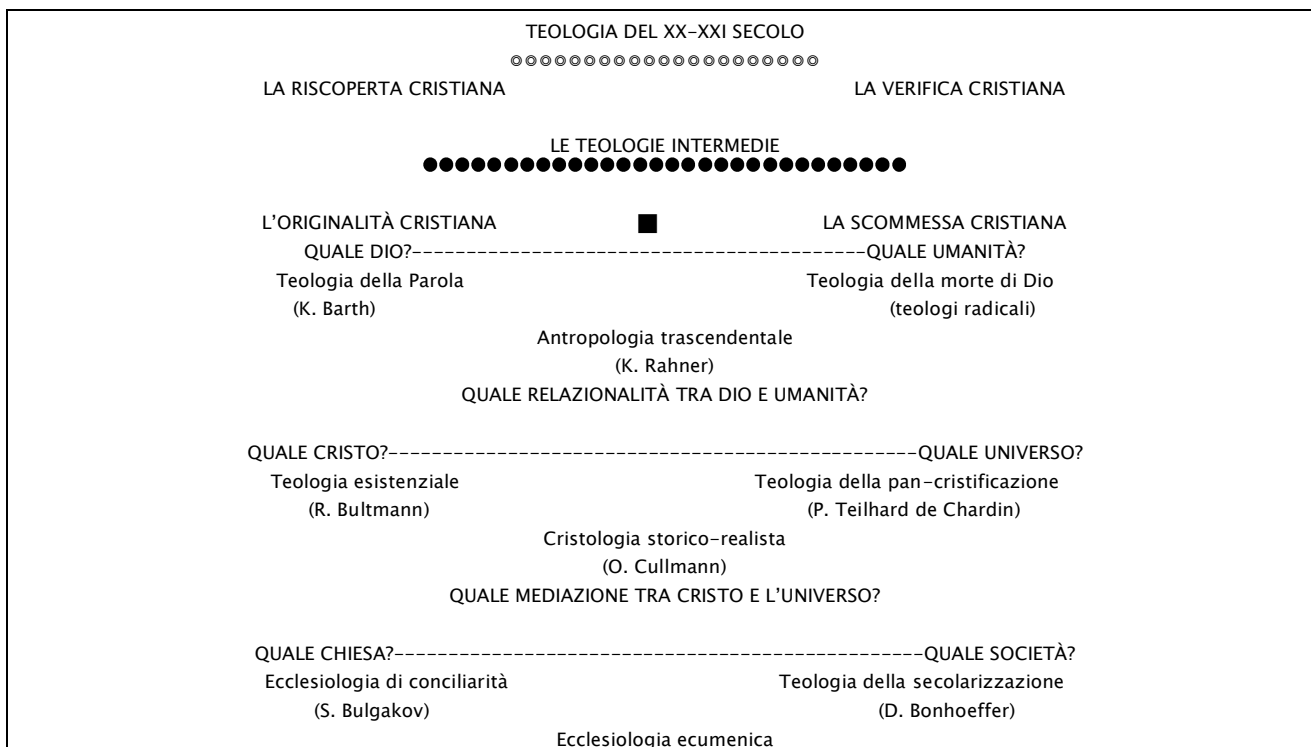 TEOLOGIA DEL XX-XXI SECOLO
LA RISCOPERTA CRISTIANA LA VERIFICA CRISTIANA
LE TEOLOGIE INTERMEDIE
L'ORIGINALITÀ CRISTIANA LA SCOMMESSA CRISTIANA
QUALE DIO?------------------------------------------QUALE UMANITÀ?
Teologia della Parola Teologia della morte di Dio
(K. Barth) (teologi radicali)
Antropologia trascendentale
(K. Rahner)
QUALE RELAZIONALITÀ TRA DIO E UMANITÀ?
QUALE CRISTO?-------------------------------------------------QUALE UNIVERSO?
Teologia esistenziale Teologia della pan-cristificazione
(R. Bultmann) (P. Teilhard de Chardin)
Cristologia storico-realista
(O. Cullmann)
QUALE MEDIAZIONE TRA CRISTO E L'UNIVERSO?
QUALE CHIESA?-------------------------------------------------QUALE SOCIETÀ?
Ecclesiologia di conciliarità Teologia della secolarizzazione
(S. Bulgakov) (D. Bonhoeffer)
Ecclesiologia ecumenica